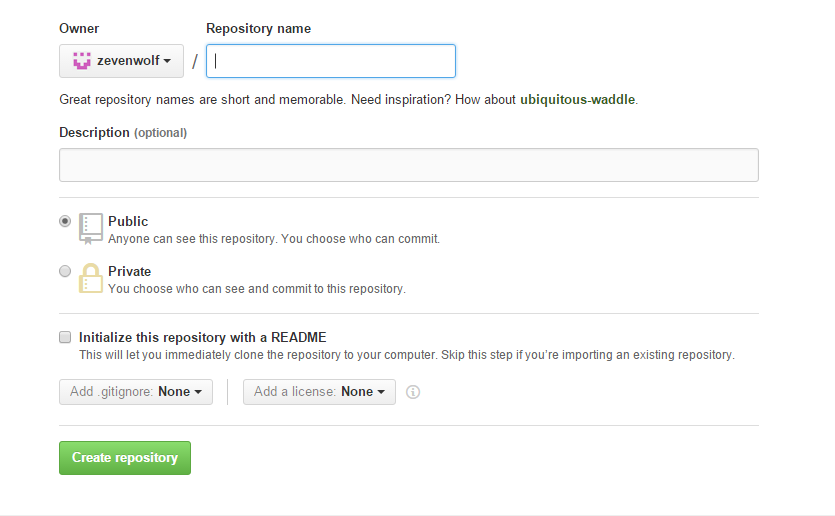 Owner
Repository name
zevenwolf /
Great repository names are short and memorable. Need inspiration? How about ubiquitous-waddle.
Description (optional)
Public
Anyone can see this repository. You choose who can commit.
Private
You choose who can see and commit to this repository.
Initialize this repository with a README
This will let you immediately clone the repository to your computer. Skip this step if you're importing an existing repository.
Add .gitignore: None
Add a license: None
Create repository